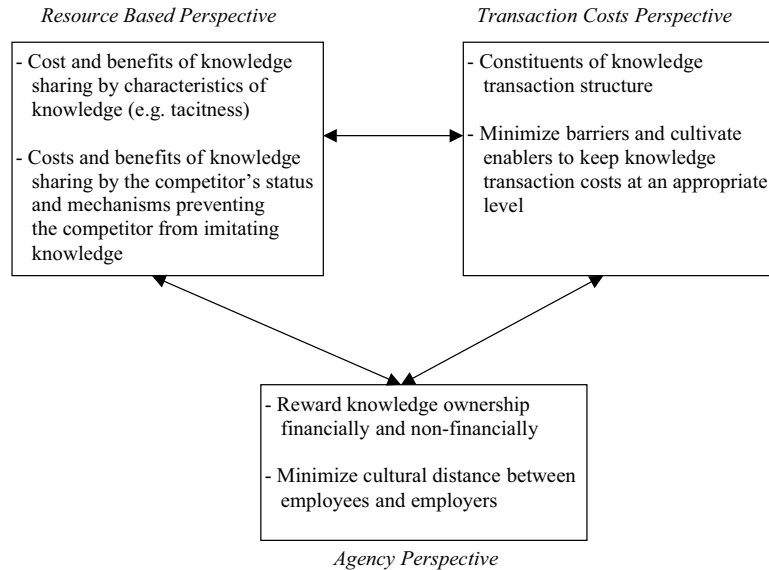 Resource Based Perspective
- Cost and benefits of knowledge
sharing by characteristics of
knowledge (e.g. tacitness)
- Costs and benefits of knowledge
sharing by the competitor’s status
and mechanisms preventing
the competitor from imitating
knowledge
Transaction Costs Perspective
- Constituents of knowledge
transaction structure
- Minimize barriers and cultivate
enablers to keep knowledge
transaction costs at an appropriate
level
- Reward knowledge ownership
financially and non-financially
- Minimize cultural distance between
employees and employers
Agency Perspective